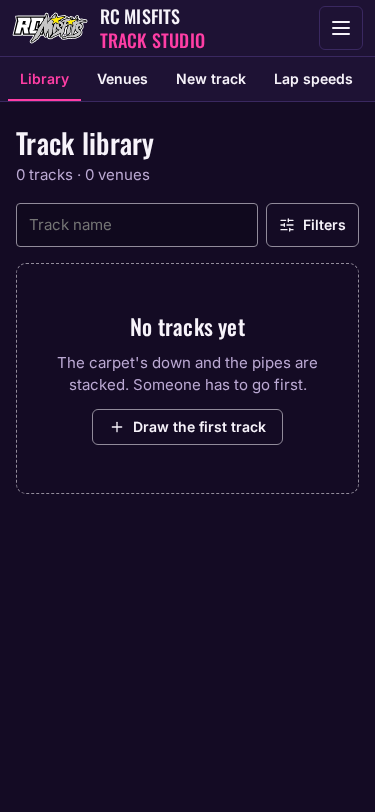 RC Misfits
RC MISFITS
TRACK STUDIO
Library
Venues
New track
Lap speeds
Track library
0 tracks · 0 venues
Track name
Filters
No tracks yet
The carpet's down and the pipes are
stacked. Someone has to go first.
Draw the first track